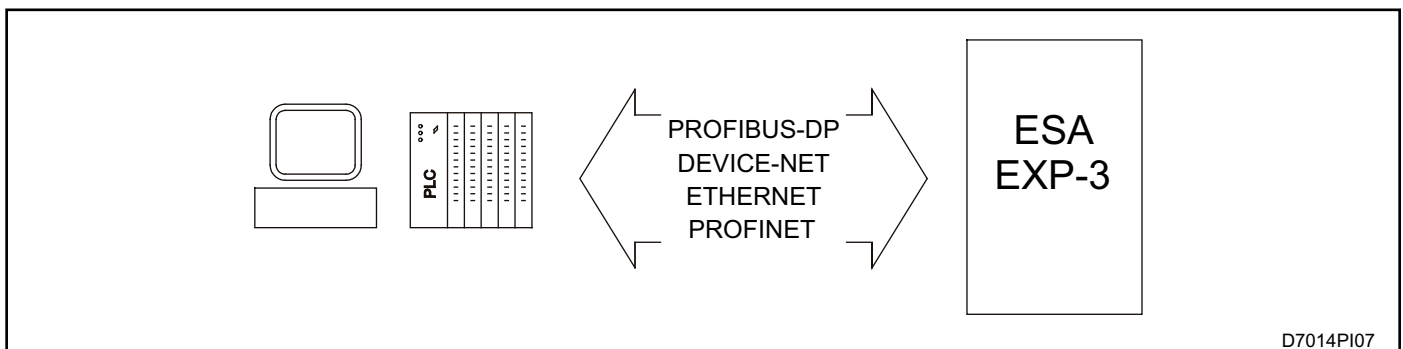 PLC
PROFIBUS-DP
DEVICE-NET
ETHERNET
PROFINET
ESA
EXP-3
D7014PI07